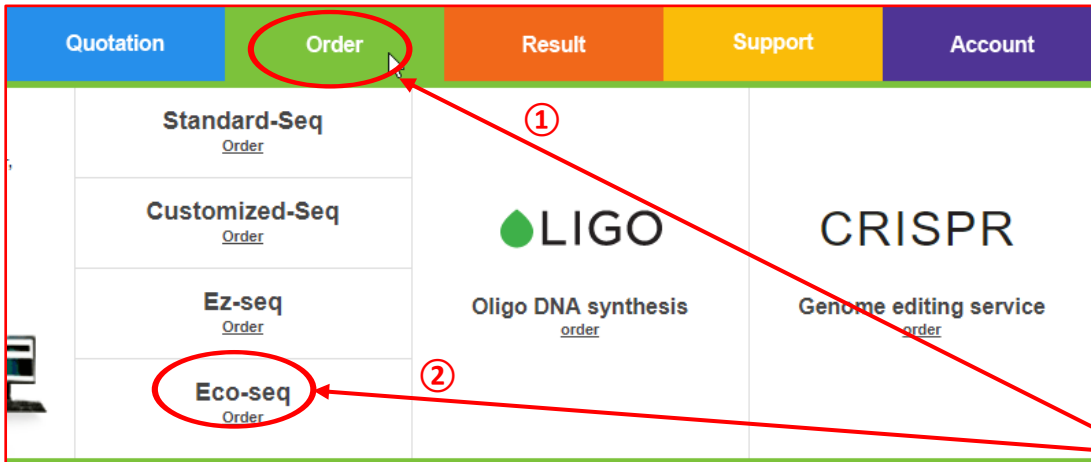 Quotation
Order
Result
Support
Account
①
Standard-Seq
Order
Customized-Seq
Order
Ez-seq
Order
②
Eco-seq
Order
LIGO
Oligo DNA synthesis
order
CRISPR
Genome editing service
order